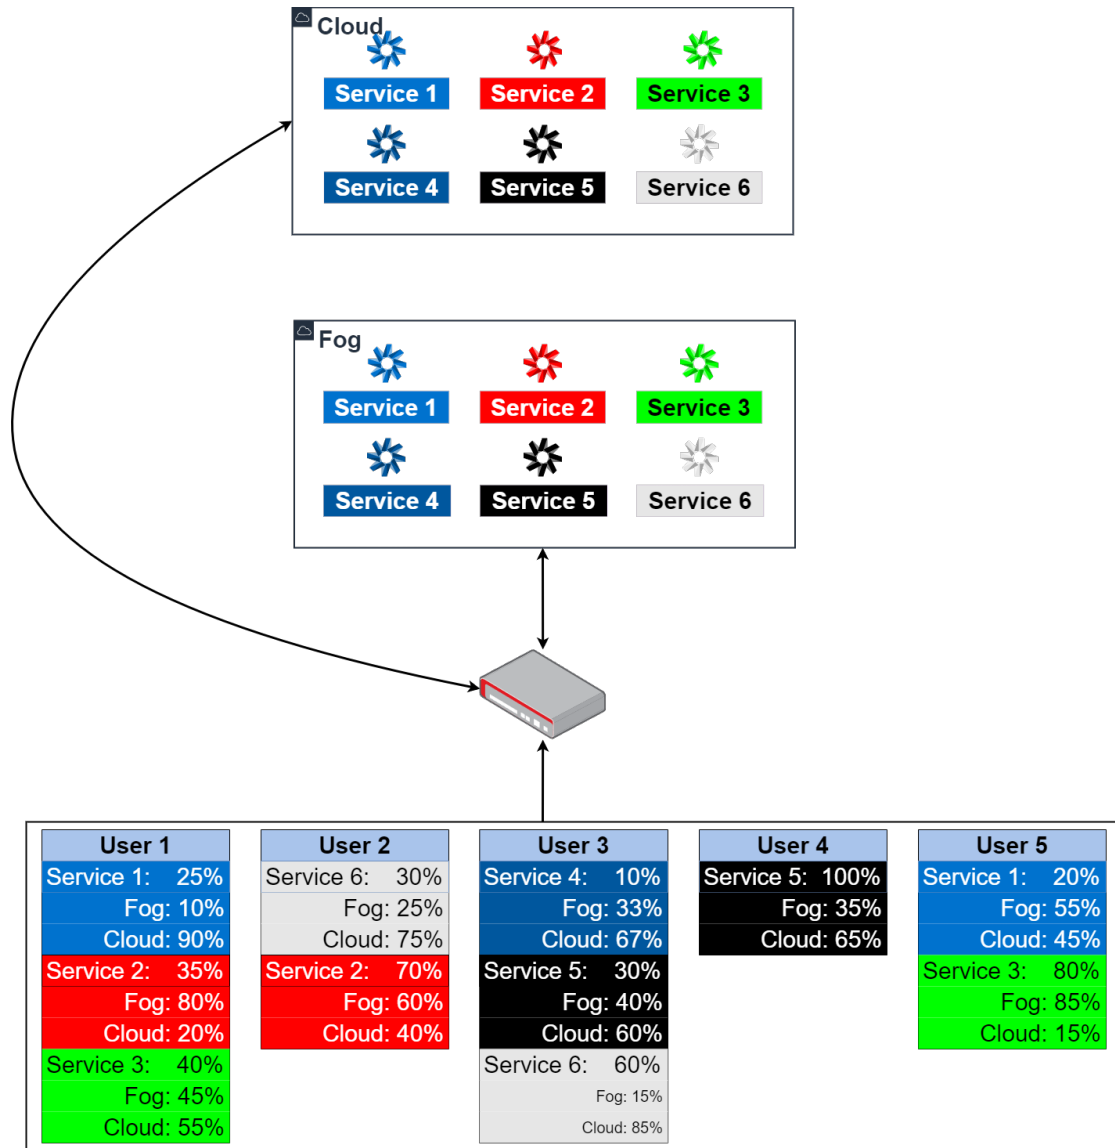 Cloud
Service 1
Service 2
Service 3
Service 4
Service 5
Service 6
Fog
Service 1
Service 2
Service 3
Service 4
Service 5
Service 6
User 1
Service 1: 25%
Fog: 10%
Cloud: 90%
Service 2: 35%
Fog: 80%
Cloud: 20%
Service 3: 40%
Fog: 45%
Cloud: 55%
User 2
Service 6: 30%
Fog: 25%
Cloud: 75%
Service 2: 70%
Fog: 60%
Cloud: 40%
User 3
Service 4: 10%
Fog: 33%
Cloud: 67%
Service 5: 30%
Fog: 40%
Cloud: 60%
Service 6: 60%
Fog: 15%
Cloud: 85%
User 4
Service 5: 100%
Fog: 35%
Cloud: 65%
User 5
Service 1: 20%
Fog: 55%
Cloud: 45%
Service 3: 80%
Fog: 85%
Cloud: 15%